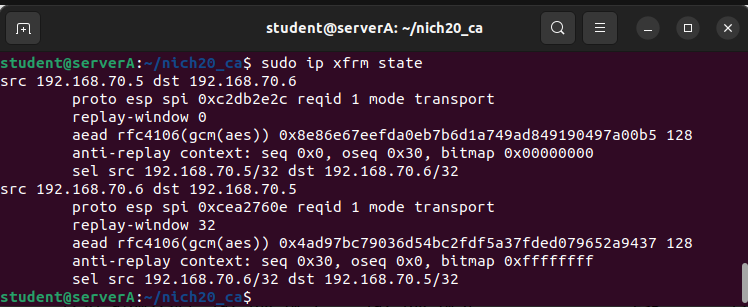 student@serverA: ~/nich20_ca
student@serverA:~/nich20_ca$ sudo ip xfrm state
src 192.168.70.5 dst 192.168.70.6
        proto esp spi 0xc2db2e2c reqid 1 mode transport
        replay-window 0
        aead rfc4106(gcm(aes)) 0x8e86e67eefda0eb7b6d1a749ad849190497a00b5 128
        anti-replay context: seq 0x0, oseq 0x30, bitmap 0x00000000
        sel src 192.168.70.5/32 dst 192.168.70.6/32
src 192.168.70.6 dst 192.168.70.5
        proto esp spi 0xcea2760e reqid 1 mode transport
        replay-window 32
        aead rfc4106(gcm(aes)) 0x4ad97bc79036d54bc2fdf5a37fded079652a9437 128
        anti-replay context: seq 0x30, oseq 0x0, bitmap 0xffffffff
        sel src 192.168.70.6/32 dst 192.168.70.5/32
student@serverA:~/nich20_ca$